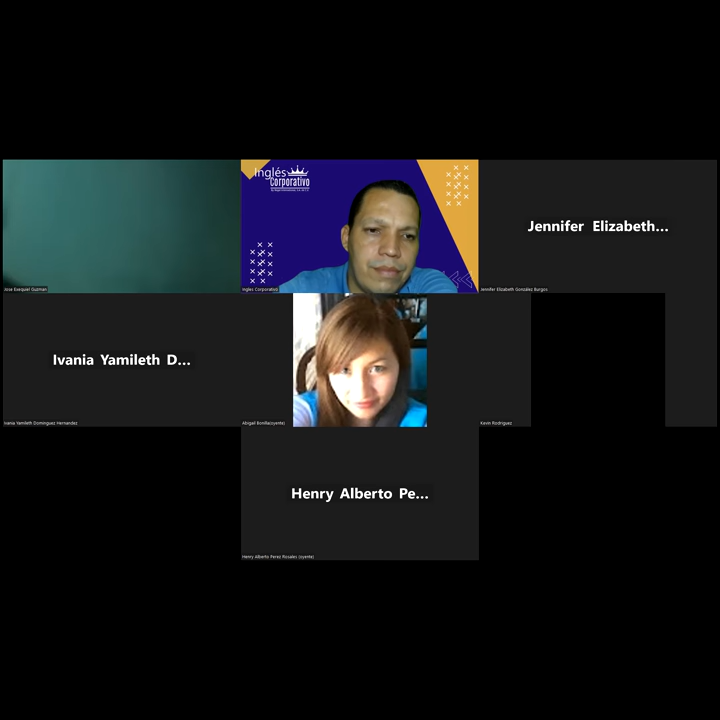 Inglés
Corporativo
Jennifer Elizabeth...
Jose Exequiel Guzman
Ingles Corporativo
Jennifer Elizabeth González Burgos
Ivania Yamileth D...
Ivania Yamileth Dominguez Hernandez
Abigail Bonilla(oyente)
Kevin Rodriguez
Henry Alberto Pe...
Henry Alberto Perez Rosales (oyente)